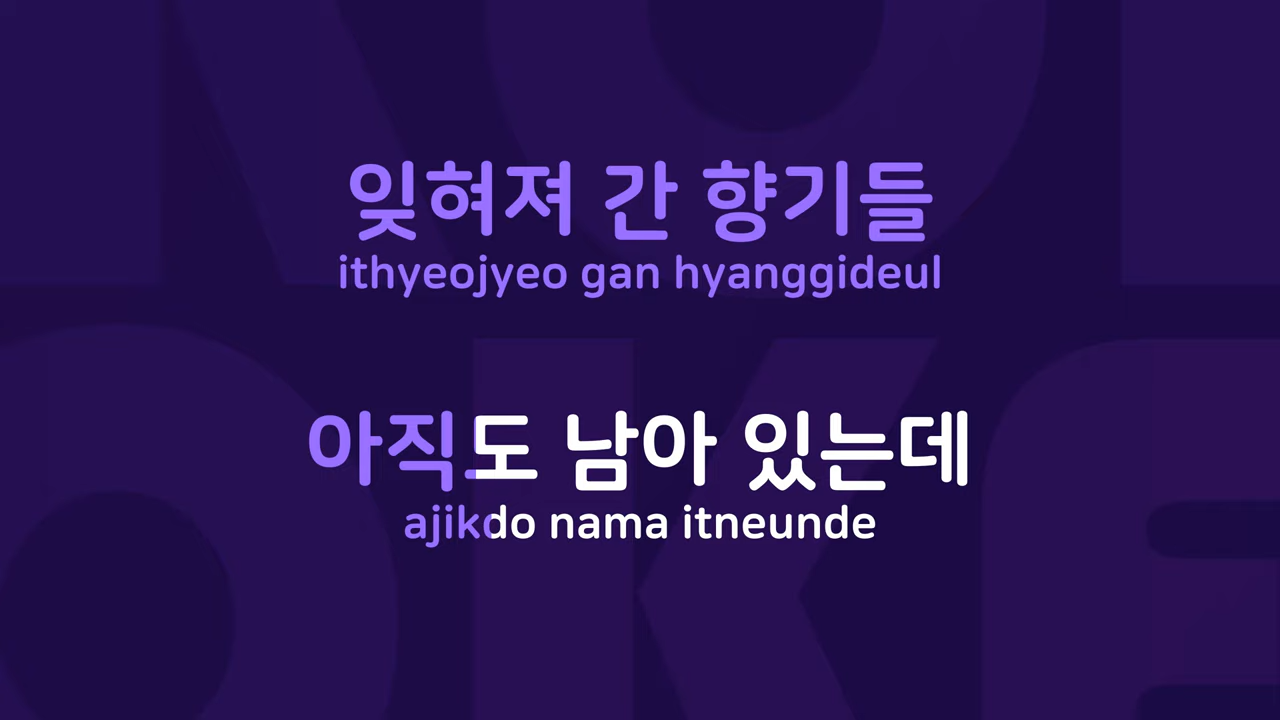 잊혀져 간 향기들
ithyeojyeo gan hyanggideul
아직도 남아 있는데
ajikdo nama itneunde